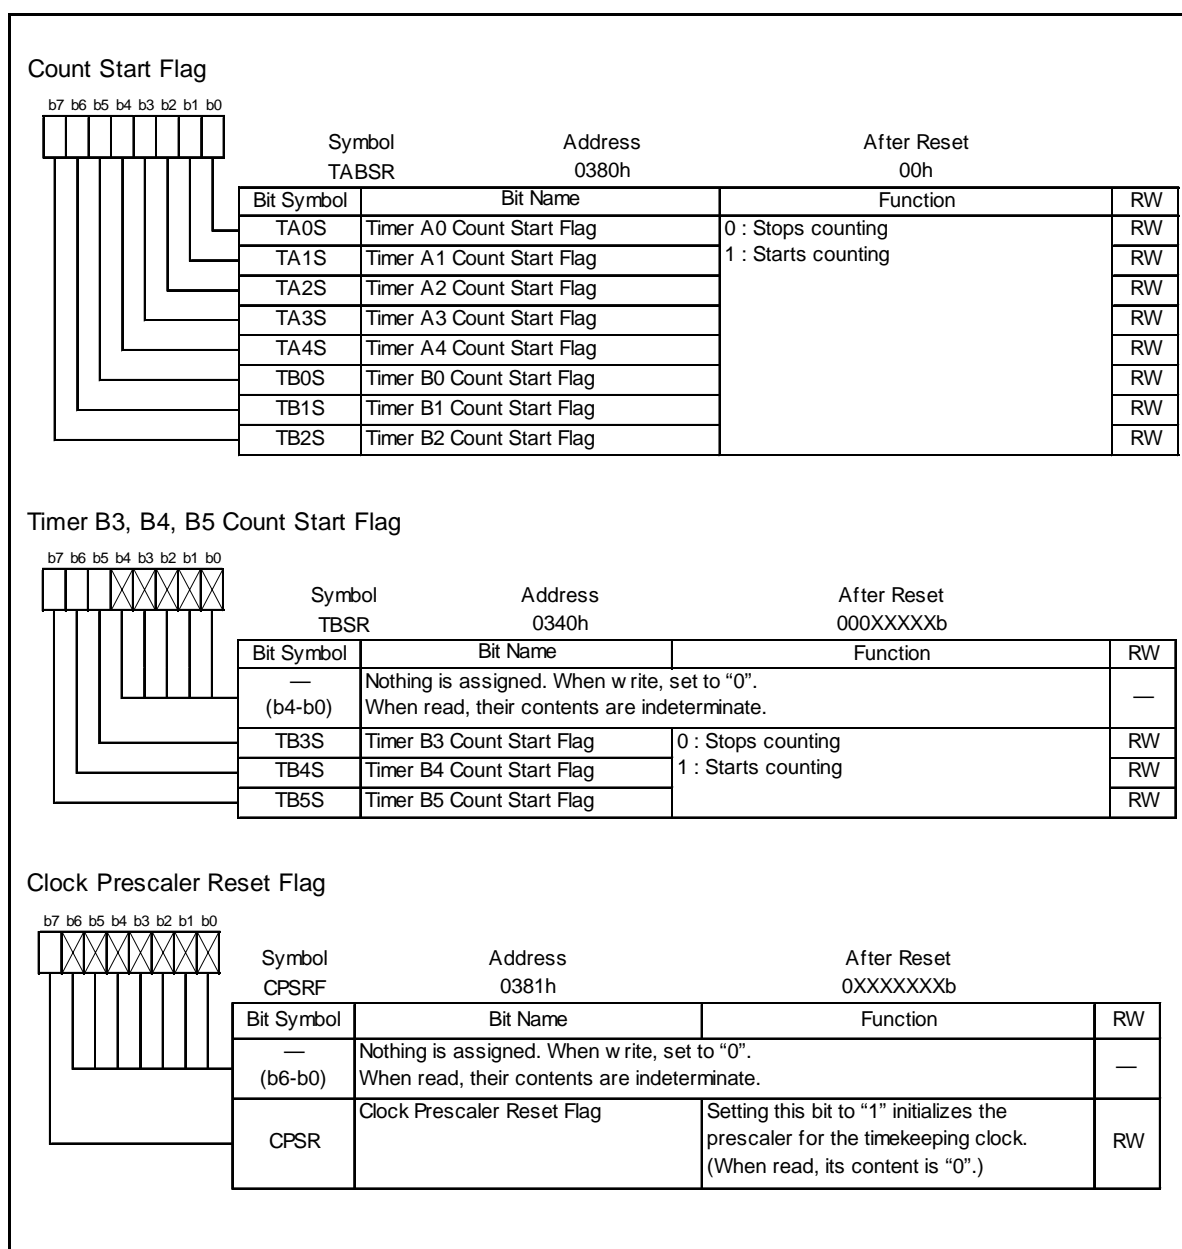 Count Start Flag
b7 b6 b5 b4 b3 b2 b1 b0
Symbol Address After Reset
TABSR 0380h 00h
Bit Symbol Bit Name Function RW
TA0S Timer A0 Count Start Flag 0 : Stops counting RW
TA1S Timer A1 Count Start Flag 1 : Starts counting RW
TA2S Timer A2 Count Start Flag RW
TA3S Timer A3 Count Start Flag RW
TA4S Timer A4 Count Start Flag RW
TB0S Timer B0 Count Start Flag RW
TB1S Timer B1 Count Start Flag RW
TB2S Timer B2 Count Start Flag RW
Timer B3, B4, B5 Count Start Flag
b7 b6 b5 b4 b3 b2 b1 b0
Symbol Address After Reset
TBSR 0340h 000XXXXXb
Bit Symbol Bit Name Function RW
— Nothing is assigned. When write, set to “0”.
(b4-b0) When read, their contents are indeterminate. —
TB3S Timer B3 Count Start Flag 0 : Stops counting RW
TB4S Timer B4 Count Start Flag 1 : Starts counting RW
TB5S Timer B5 Count Start Flag RW
Clock Prescaler Reset Flag
b7 b6 b5 b4 b3 b2 b1 b0
Symbol Address After Reset
CPSRF 0381h 0XXXXXXXb
Bit Symbol Bit Name Function RW
— Nothing is assigned. When write, set to “0”.
(b6-b0) When read, their contents are indeterminate. —
Clock Prescaler Reset Flag Setting this bit to “1” initializes the
CPSR prescaler for the timekeeping clock. RW
(When read, its content is “0”.)